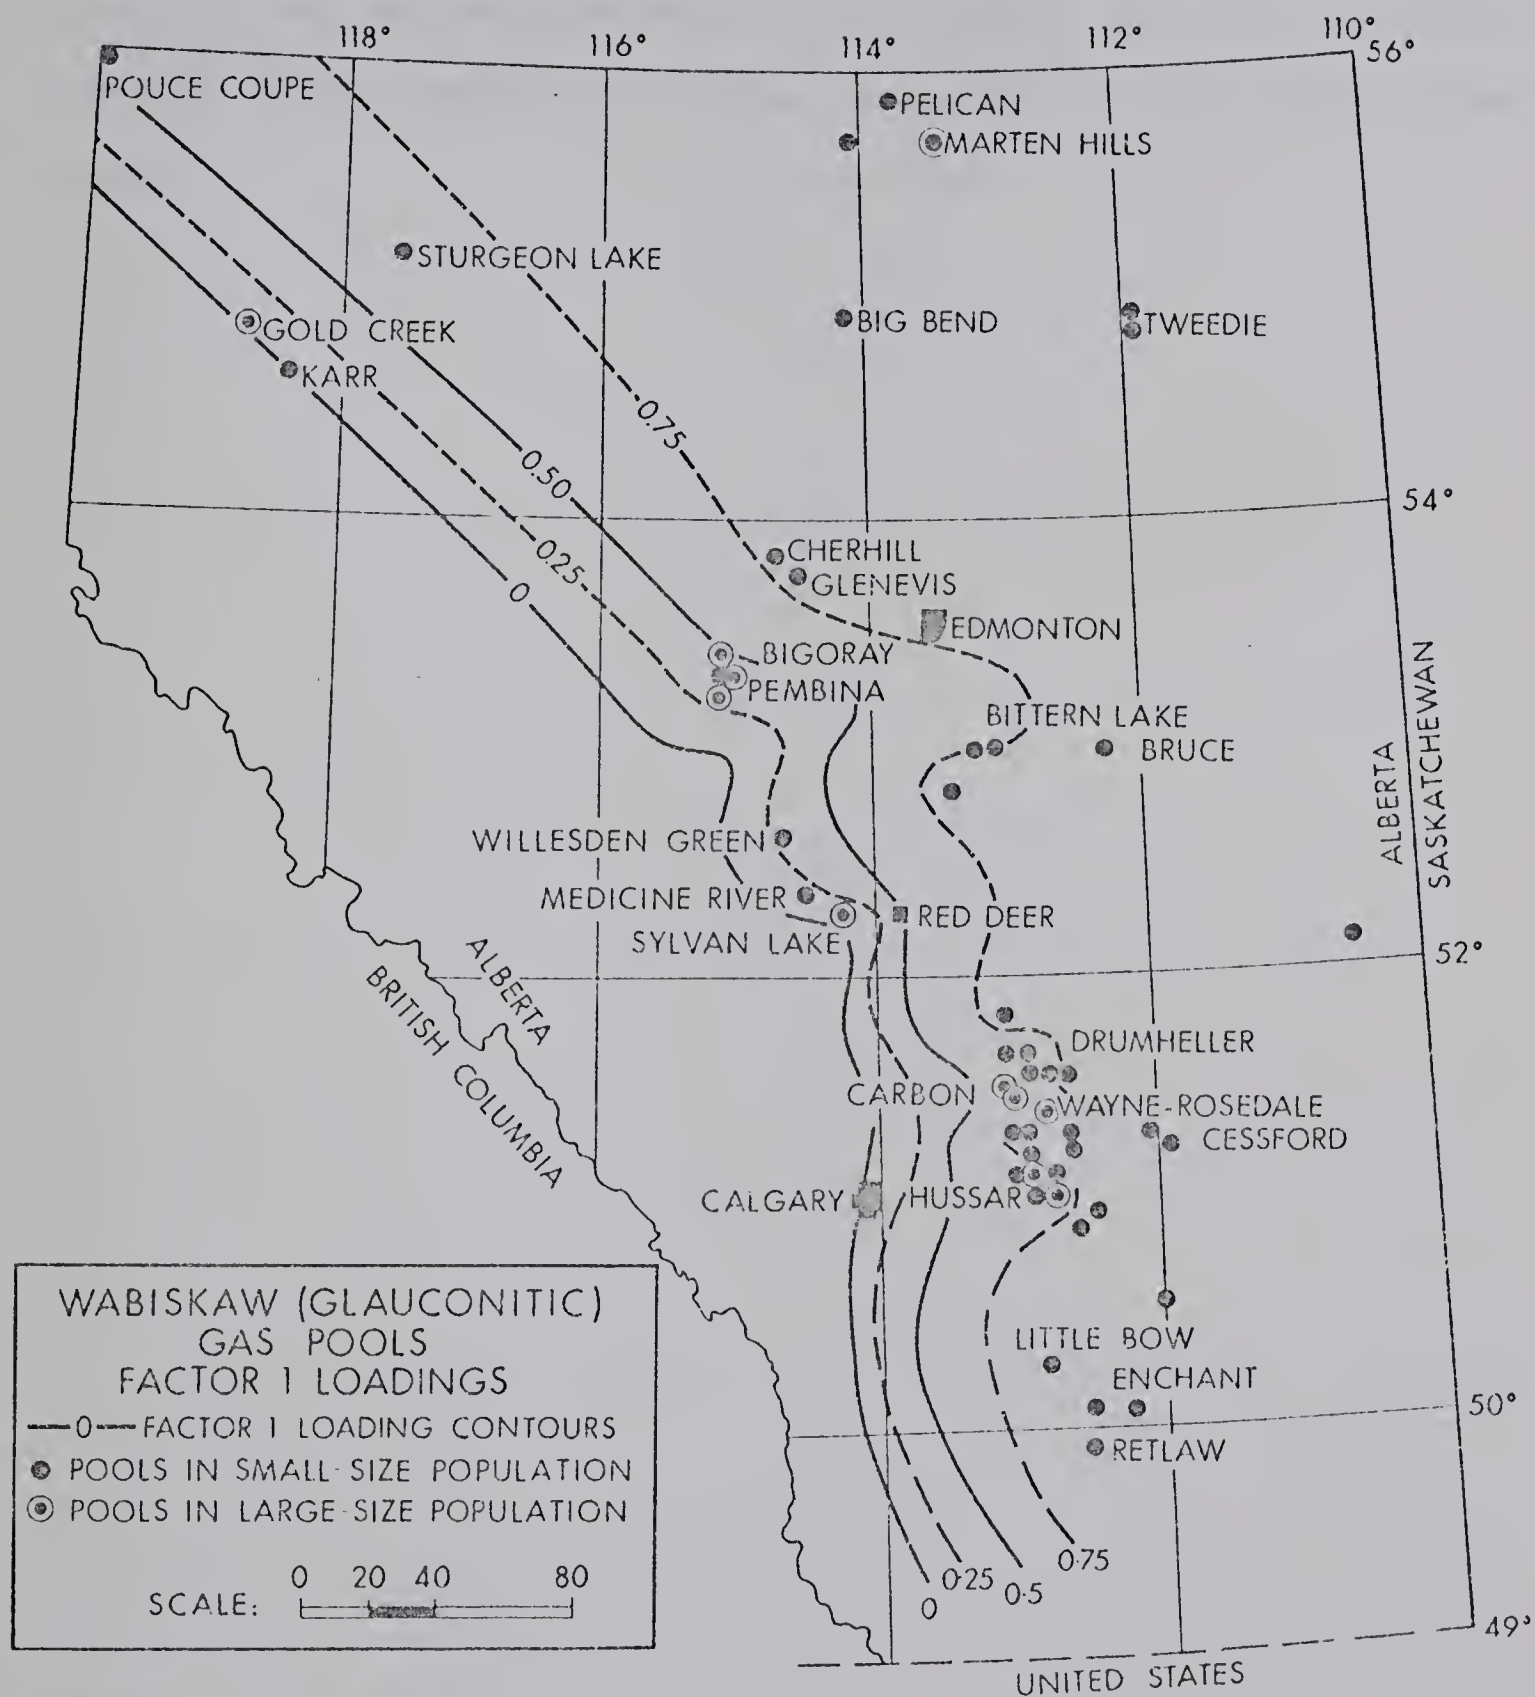 118°
116°
114°
112°
110°
56°
POUCE COUPE
PELICAN
MARTEN HILLS
STURGEON LAKE
GOLD CREEK
BIG BEND
TWEEDIE
KARR
0.75
0.50
54°
0.25
0
CHERHILL
GLENEVIS
EDMONTON
BIGORAY
PEMBINA
BITTERN LAKE
BRUCE
ALBERTA
SASKATCHEWAN
WILLESDEN GREEN
MEDICINE RIVER
RED DEER
SYLVAN LAKE
52°
ALBERTA
BRITISH COLUMBIA
DRUMHELLER
CARBON
WAYNE-ROSEDALE
CESSFORD
CALGARY
HUSSAR
LITTLE BOW
ENCHANT
50°
RETLAW
0·75
0·25
0·5
0
49°
UNITED STATES
WABISKAW (GLAUCONITIC)
GAS POOLS
FACTOR 1 LOADINGS
—0— FACTOR 1 LOADING CONTOURS
POOLS IN SMALL-SIZE POPULATION
POOLS IN LARGE-SIZE POPULATION
0 20 40 80
SCALE: